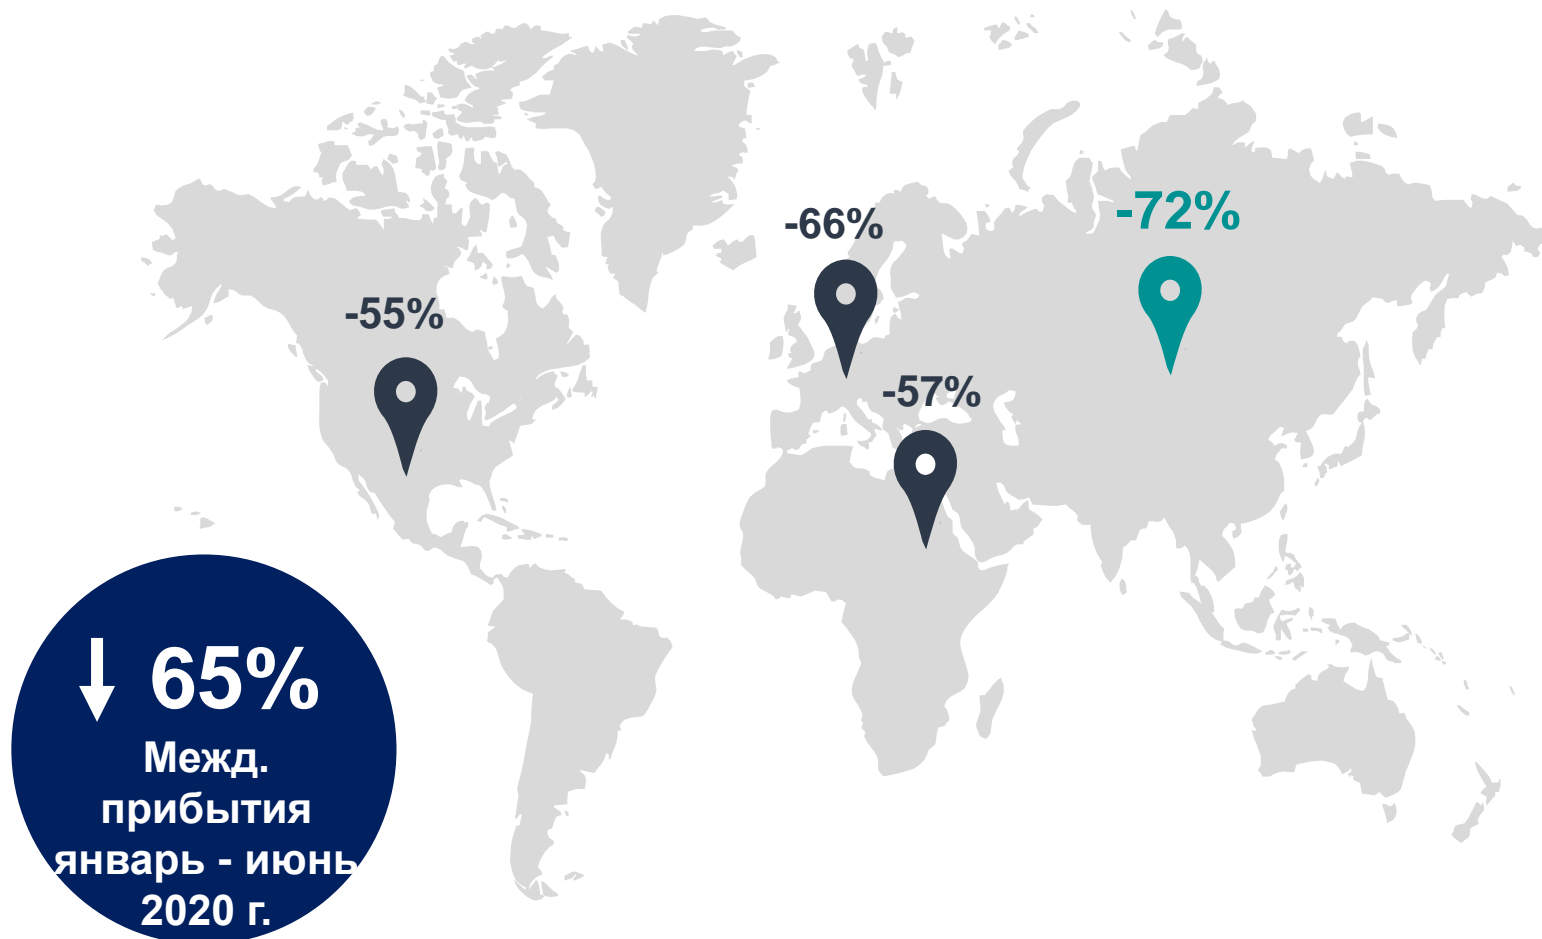 -72%
-66%
-55%
-57%
65%
Межд.
прибытия
январь - июнь
2020 г.